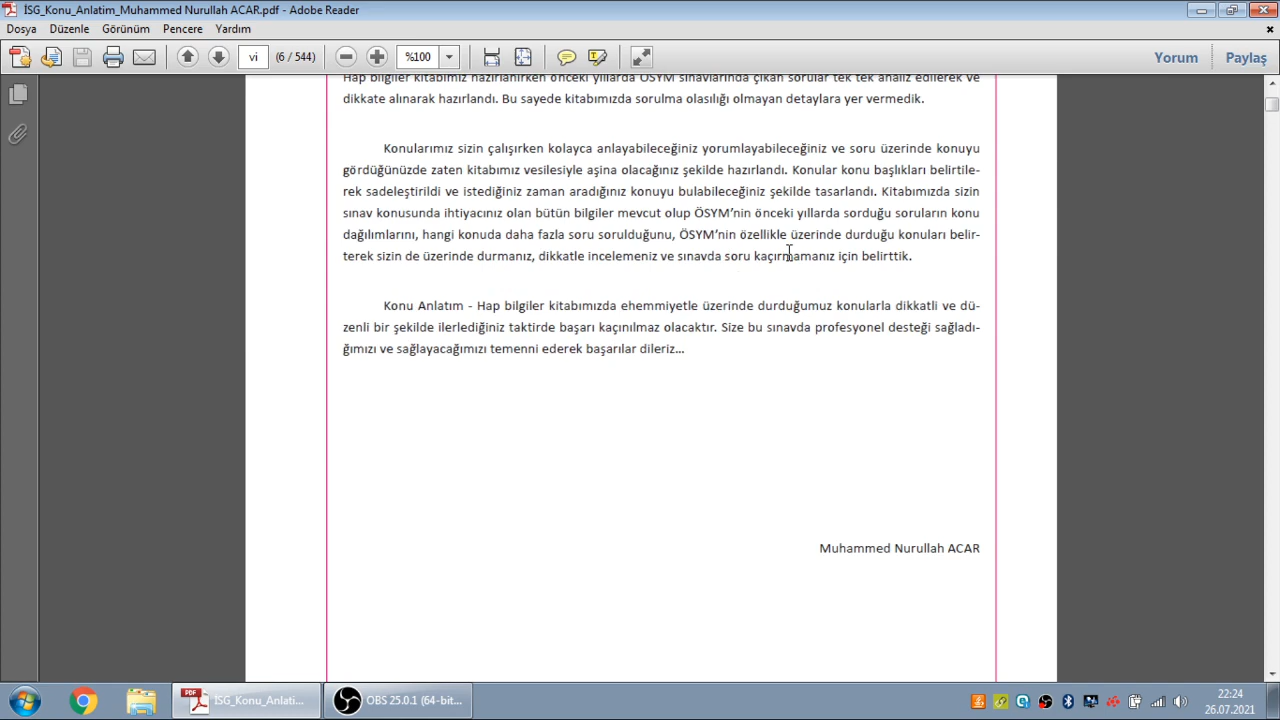 İSG_Konu_Anlatim_Muhammed Nurullah ACAR.pdf - Adobe Reader
Dosya Düzenle Görünüm Pencere Yardım
vi (6 / 544) %100 Yorum Paylaş
Hap bilgiler kitabımız hazırlanırken önceki yıllarda ÖSYM sınavlarında çıkan sorular tek tek analiz edilerek ve
dikkate alınarak hazırlandı. Bu sayede kitabımızda sorulma olasılığı olmayan detaylara yer vermedik.
Konularımız sizin çalışırken kolayca anlayabileceğiniz yorumlayabileceğiniz ve soru üzerinde konuyu
gördüğünüzde zaten kitabımız vesilesiyle aşina olacağınız şekilde hazırlandı. Konular konu başlıkları belirtile-
rek sadeleştirildi ve istediğiniz zaman aradığınız konuyu bulabileceğiniz şekilde tasarlandı. Kitabımızda sizin
sınav konusunda ihtiyacınız olan bütün bilgiler mevcut olup ÖSYM’nin önceki yıllarda sorduğu soruların konu
dağılımlarını, hangi konuda daha fazla soru sorulduğunu, ÖSYM’nin özellikle üzerinde durduğu konuları belir-
terek sizin de üzerinde durmanız, dikkatle incelemeniz ve sınavda soru kaçırmamanız için belirttik.
Konu Anlatım - Hap bilgiler kitabımızda ehemmiyetle üzerinde durduğumuz konularla dikkatli ve dü-
zenli bir şekilde ilerlediğiniz taktirde başarı kaçınılmaz olacaktır. Size bu sınavda profesyonel desteği sağladı-
ğımızı ve sağlayacağımızı temenni ederek başarılar dileriz...
Muhammed Nurullah ACAR
PDF İSG_Konu_Anlati... OBS 25.0.1 (64-bit... 22:24
26.07.2021